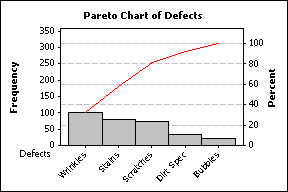 Pareto Chart of Defects
Frequency
350
300
250
200
150
100
50
0
100
80
60
40
20
0
Percent
Defects
Wrinkles
Stains
Scratches
Dirt Spec
Bubbles